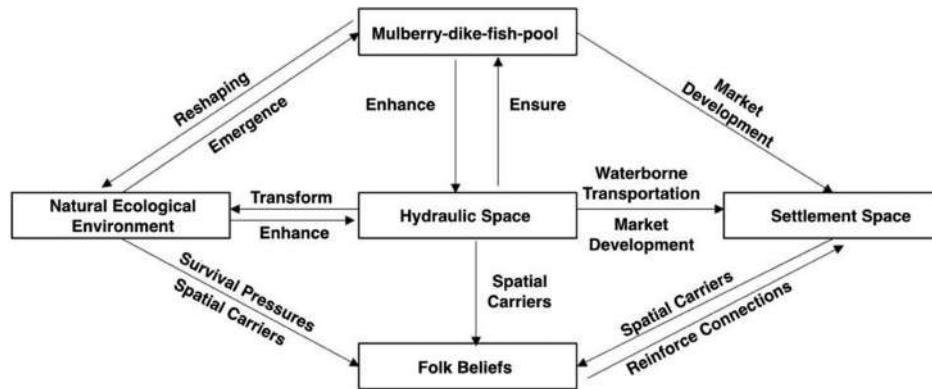 Mulberry-dike-fish-pool
Reshaping
Emergence
Enhance
Ensure
Market
Development
Natural Ecological
Environment
Transform
Enhance
Hydraulic Space
Waterborne
Transportation
Market
Development
Settlement Space
Survival Pressures
Spatial Carriers
Spatial
Carriers
Spatial Carriers
Reinforce Connections
Folk Beliefs